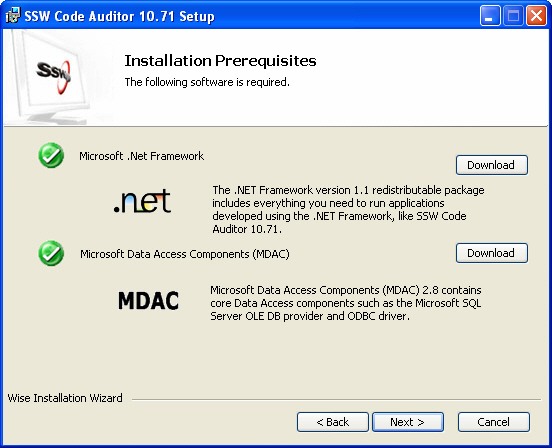 SSW Code Auditor 10.71 Setup
SSW
Installation Prerequisites
The following software is required.
Microsoft .Net Framework
Download
.net
The .NET Framework version 1.1 redistributable package
includes everything you need to run applications
developed using the .NET Framework, like SSW Code
Auditor 10.71.
Microsoft Data Access Components (MDAC)
Download
MDAC
Microsoft Data Access Components (MDAC) 2.8 contains
core Data Access components such as the Microsoft SQL
Server OLE DB provider and ODBC driver.
Wise Installation Wizard
< Back
Next >
Cancel